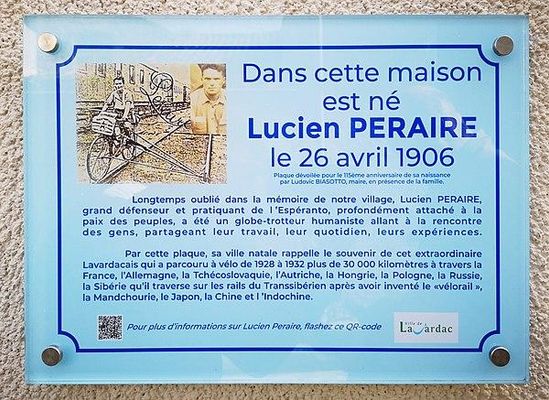 Dans cette maison
est né
Lucien PERAIRE
le 26 avril 1906
Plaque dévoilée pour le 115ème anniversaire de sa naissance
par Ludovic BIASOTTO, maire, en présence de la famille.
Longtemps oublié dans la mémoire de notre village, Lucien PERAIRE,
grand défenseur et pratiquant de l'Espéranto, profondément attaché à la
paix des peuples, a été un globe-trotteur humaniste allant à la rencontre
des gens, partageant leur travail, leur quotidien, leurs expériences.
Par cette plaque, sa ville natale rappelle le souvenir de cet extraordinaire
Lavardacais qui a parcouru à vélo de 1928 à 1932 plus de 30 000 kilomètres à travers la
France, l'Allemagne, la Tchécoslovaquie, l'Autriche, la Hongrie, la Pologne, la Russie,
la Sibérie qu'il traverse sur les rails du Transsibérien après avoir inventé le «vélorail»,
la Mandchourie, le Japon, la Chine et l'Indochine.
Pour plus d'informations sur Lucien Peraire, flashez ce QR-code
Ville de
Lavardac